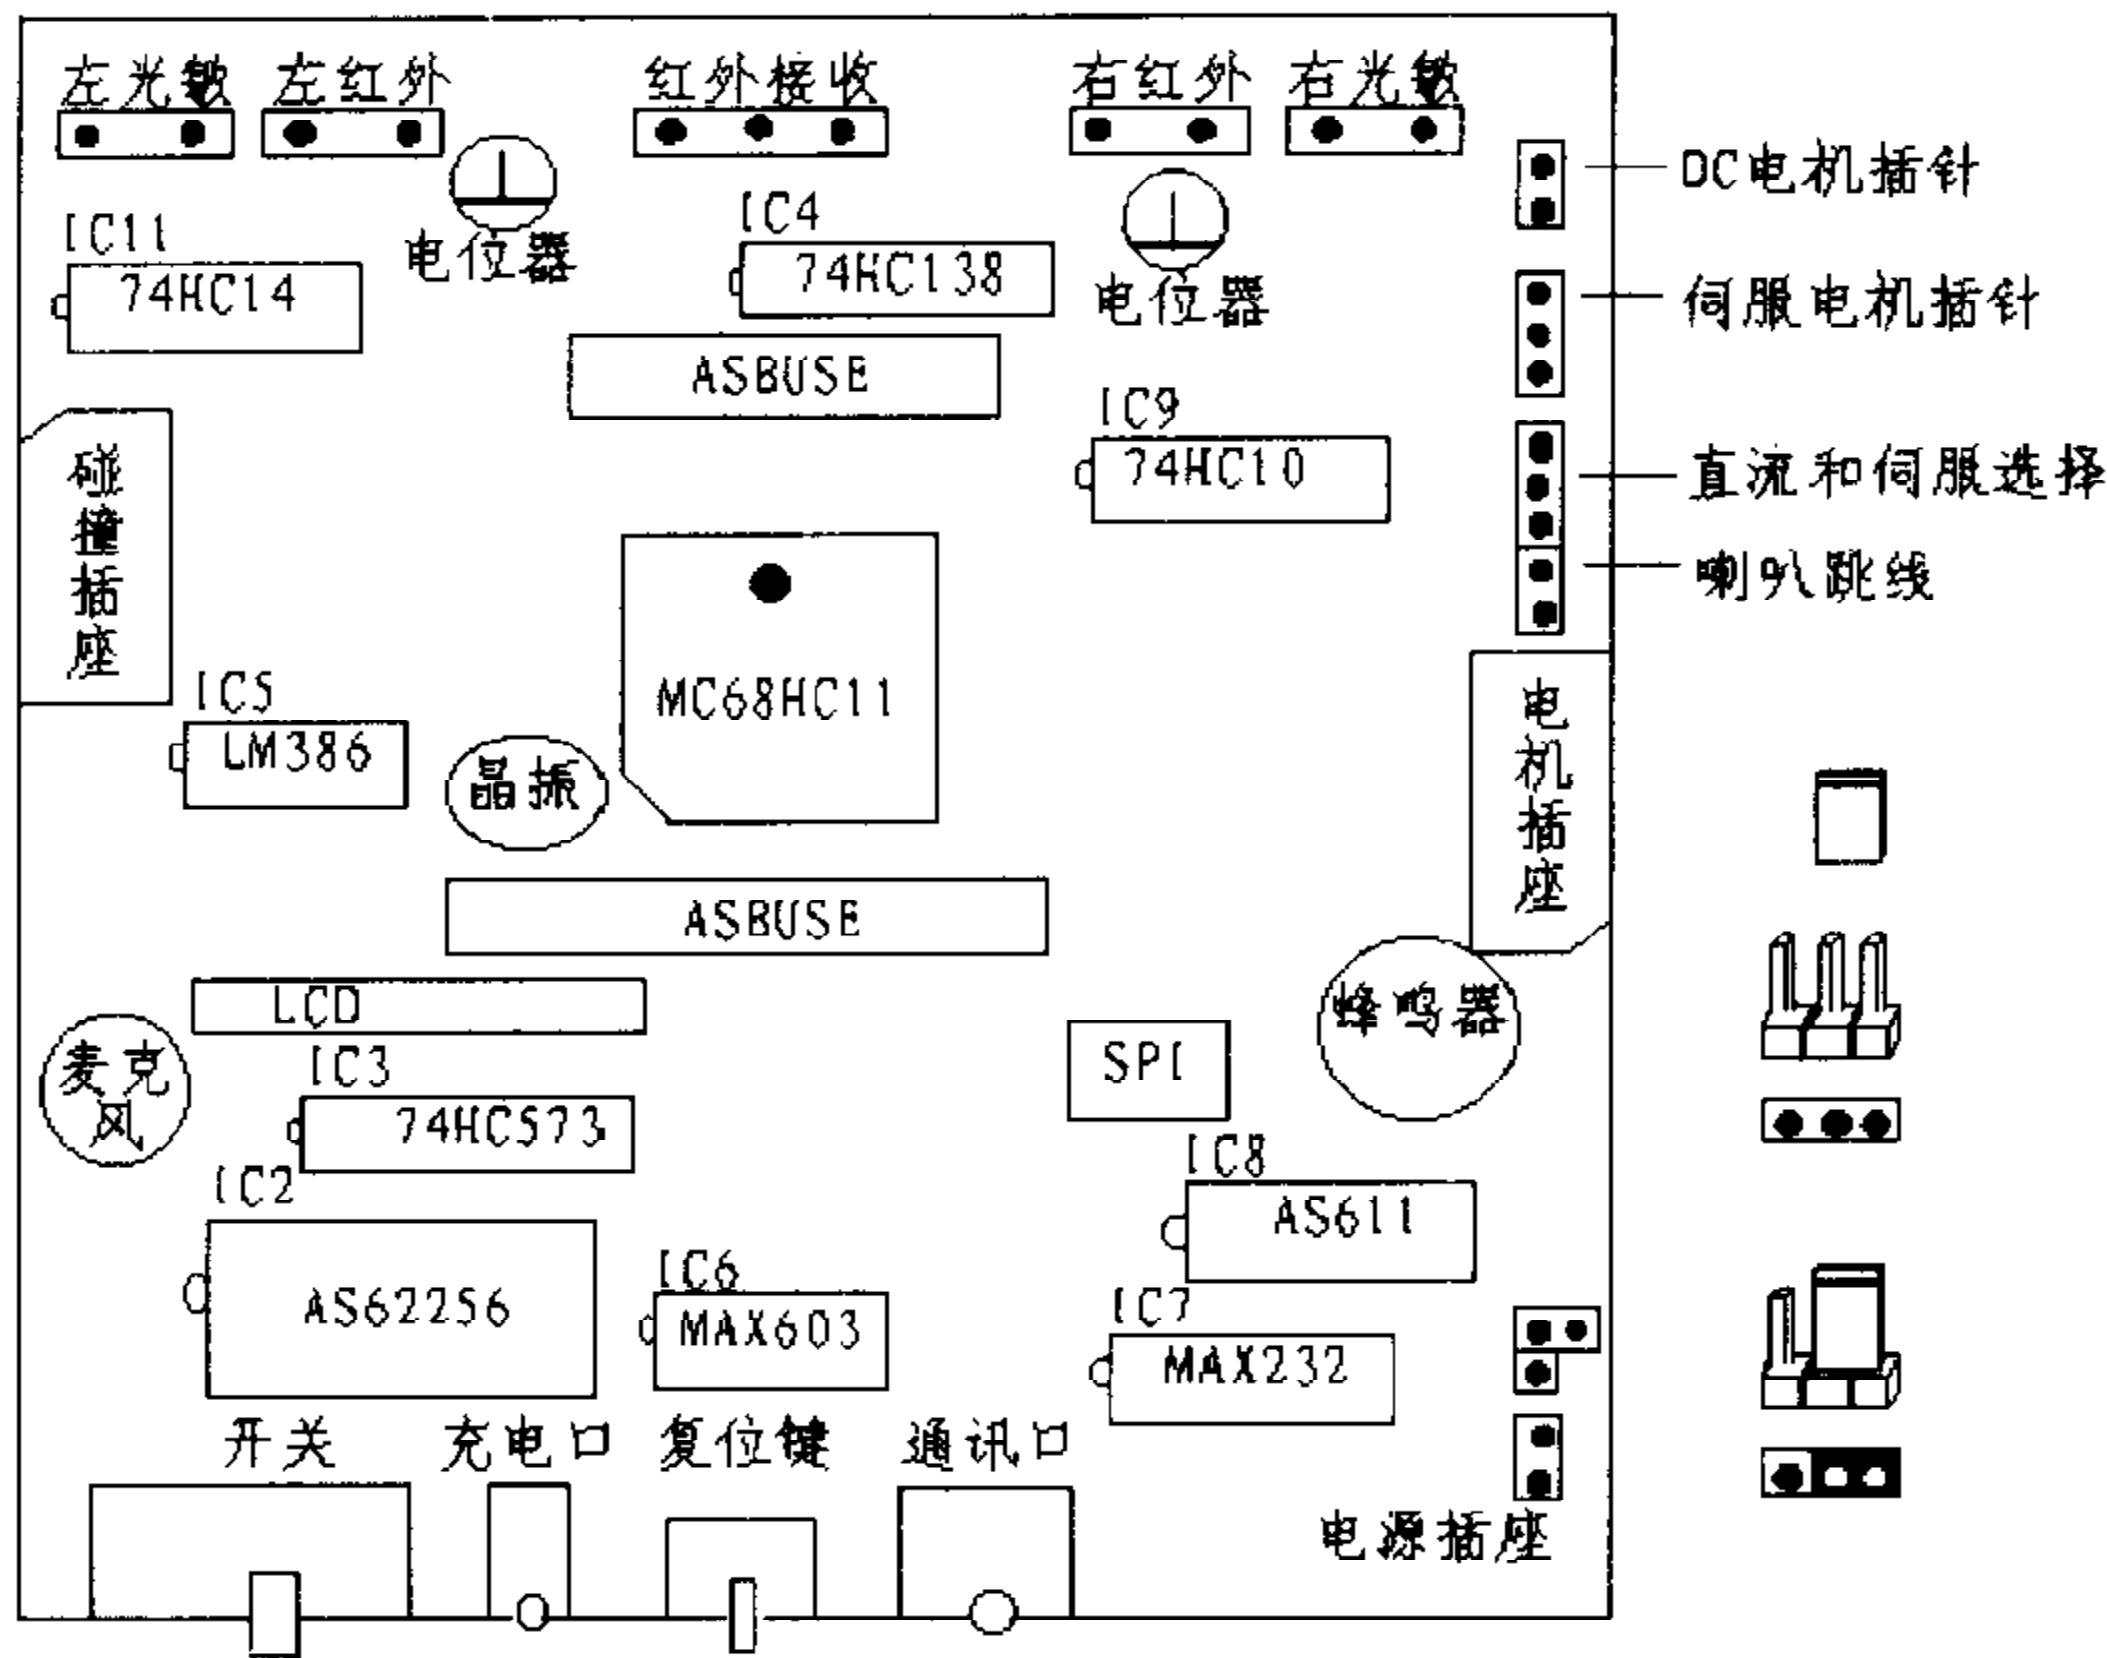 左光敏
左红外
红外接收
右红外
右光敏
DC电机插针
IC11
74HC14
电位器
IC4
74HC138
电位器
伺服电机插针
ASBUSE
IC9
74HC10
直流和伺服选择
喇叭跳线
碰撞插座
MC68HC11
IC5
LM386
晶振
电机插座
ASBUSE
LCD
蜂鸣器
SPI
麦克
风
IC3
74HC573
IC2
AS62256
IC8
AS611
IC6
MAX603
IC7
MAX232
开关
充电口
复位键
通讯口
电源插座